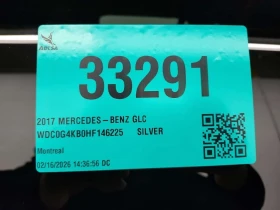 33291
2017 MERCEDES-BENZ GLC
WDC0G4KB0HF146225 SILVER
Montreal
02/16/2026 14:36:56 DC